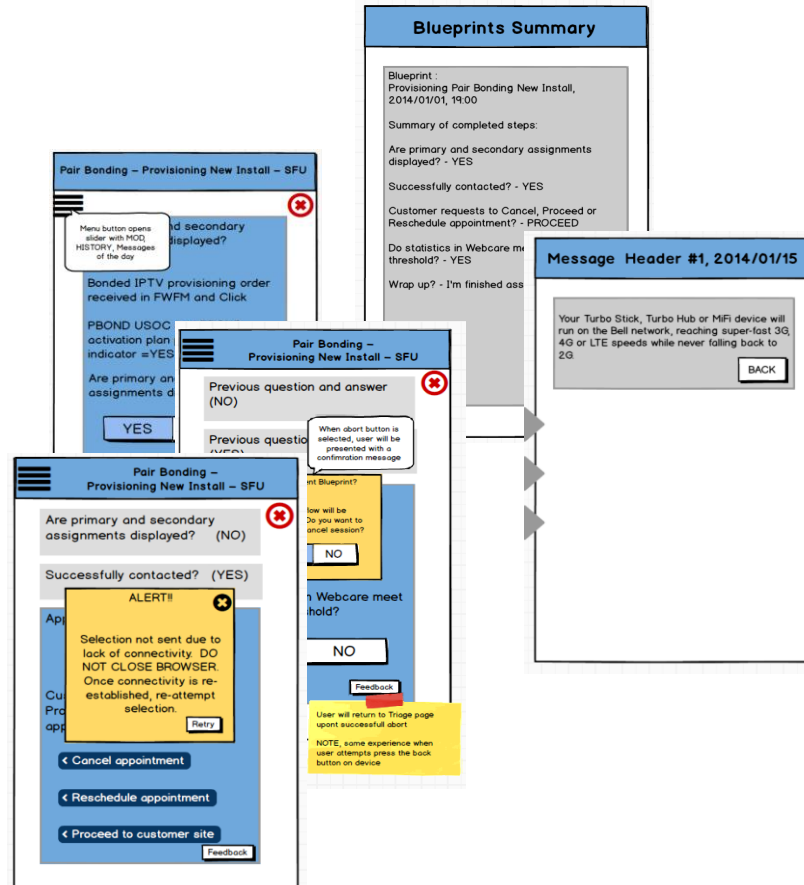 Blueprints Summary
Blueprint :
Provisioning Pair Bonding New Install,
2014/01/01, 19:00
Summary of completed steps:
Are primary and secondary assignments
displayed? - YES
Successfully contacted? - YES
Customer requests to Cancel, Proceed or
Reschedule appointment? - PROCEED
Do statistics in Webcare me
threshold? - YES
Wrap up? - I'm finished ass
Message Header #1, 2014/01/15
Your Turbo Stick, Turbo Hub or MiFi device will
run on the Bell network, reaching super-fast 3G,
4G or LTE speeds while never falling back to
2G.
BACK
Pair Bonding – Provisioning New Install – SFU
Menu button opens
slider with MOD,
HISTORY, Messages
of the day
nd secondary
displayed?
Bonded IPTV provisioning order
received in FWFM and Click
PBOND USOC
activation plan
indicator =YES
Are primary an
assignments d
YES
Pair Bonding –
Provisioning New Install – SFU
Previous question and answer
(NO)
Previous questio
(YES)
When abort button is
selected, user will be
presented with a
confimration message
ent Blueprint?
low will be
Do you want to
ancel session?
NO
n Webcare meet
hold?
NO
Feedback
User will return to Triage page
upont successfull abort
NOTE, same experience when
user attempts press the back
button on device
Pair Bonding –
Provisioning New Install – SFU
Are primary and secondary
assignments displayed? (NO)
Successfully contacted? (YES)
App
ALERT!!
Selection not sent due to
lack of connectivity. DO
NOT CLOSE BROWSER.
Once connectivity is re-
established, re-attempt
selection.
Retry
Cu
Pro
app
< Cancel appointment
< Reschedule appointment
< Proceed to customer site
Feedback